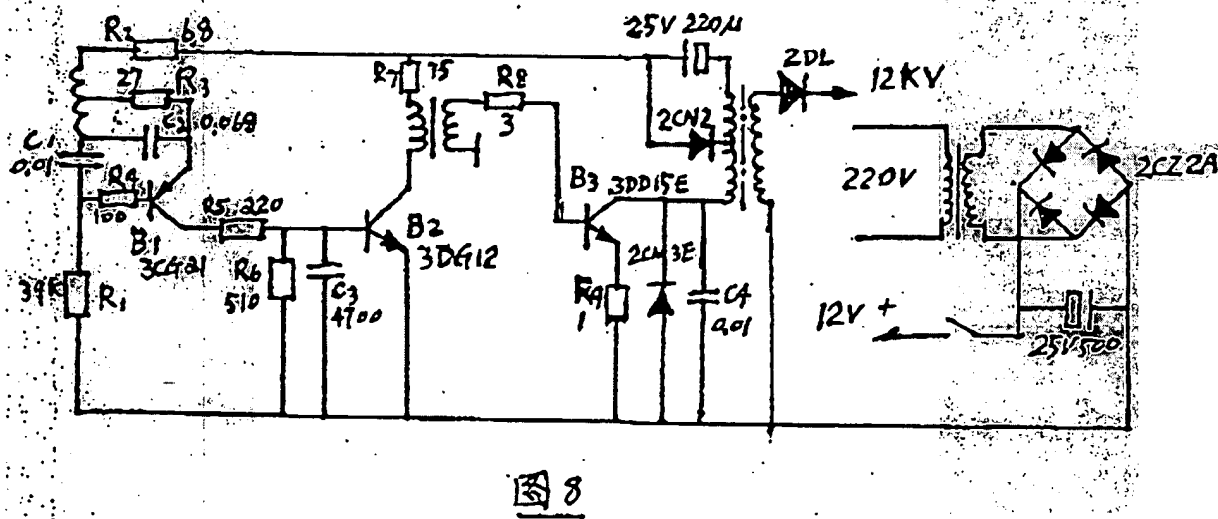 R2 68
25V 220μ
2DL
12KV
27 R3
C2 0.068
R7 75
R8
3
2CN2
C1
0.01
R4
100
B1
3CG21
R5 220
B2
3DG12
B3
3DD15E
220V
2CZ2A
39K R1
R6
510
C3
4700
R9
1
2CN3E
C4
0.01
12V +
25V500
图 8